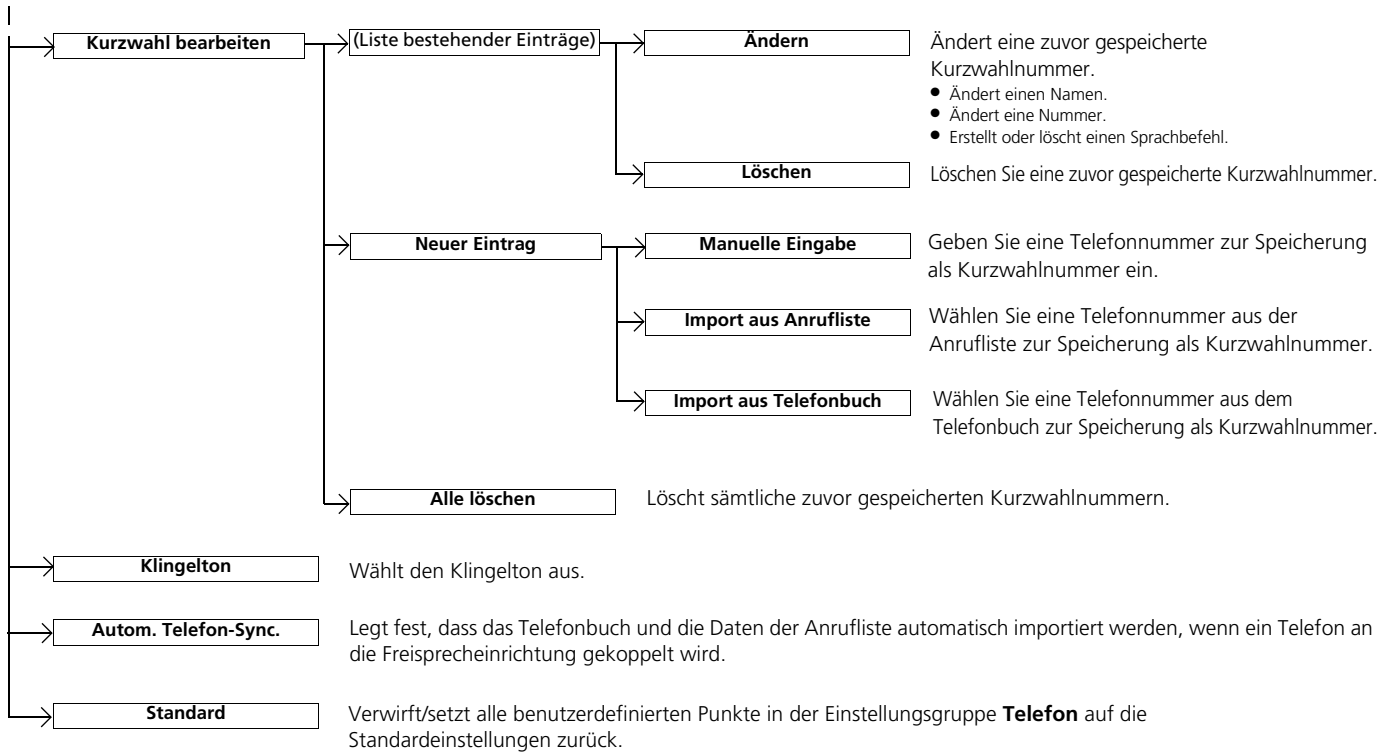 Kurzwahl bearbeiten
(Liste bestehender Einträge)
Ändern
Ändert eine zuvor gespeicherte
Kurzwahlnummer.
● Ändert einen Namen.
● Ändert eine Nummer.
● Erstellt oder löscht einen Sprachbefehl.
Löschen
Löschen Sie eine zuvor gespeicherte Kurzwahlnummer.
Neuer Eintrag
Manuelle Eingabe
Geben Sie eine Telefonnummer zur Speicherung
als Kurzwahlnummer ein.
Import aus Anrufliste
Wählen Sie eine Telefonnummer aus der
Anrufliste zur Speicherung als Kurzwahlnummer.
Import aus Telefonbuch
Wählen Sie eine Telefonnummer aus dem
Telefonbuch zur Speicherung als Kurzwahlnummer.
Alle löschen
Löscht sämtliche zuvor gespeicherten Kurzwahlnummern.
Klingelton
Wählt den Klingelton aus.
Autom. Telefon-Sync.
Legt fest, dass das Telefonbuch und die Daten der Anrufliste automatisch importiert werden, wenn ein Telefon an
die Freisprecheinrichtung gekoppelt wird.
Standard
Verwirft/setzt alle benutzerdefinierten Punkte in der Einstellungsgruppe Telefon auf die
Standardeinstellungen zurück.